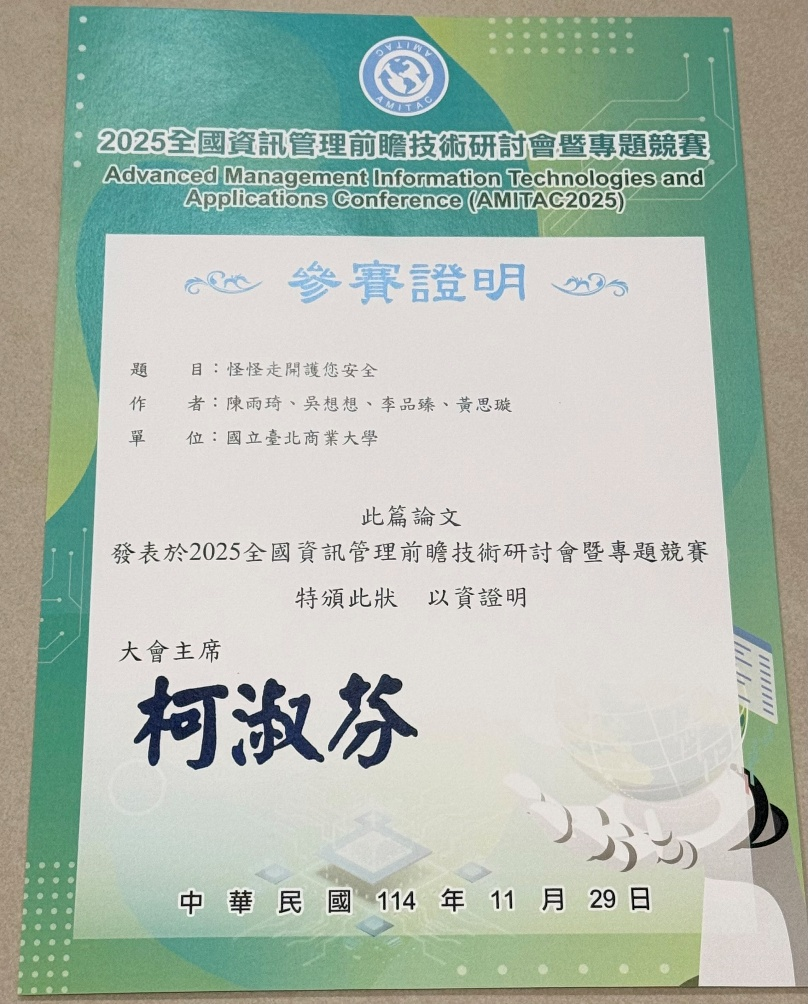 AMITAC
AMITAC
2025全國資訊管理前瞻技術研討會暨專題競賽
Advanced Management Information Technologies and
Applications Conference (AMITAC2025)
參賽證明
題 目：怪怪走開護您安全
作 者：陳雨琦、吳想想、李品臻、黃思璇
單 位：國立臺北商業大學
此篇論文
發表於2025全國資訊管理前瞻技術研討會暨專題競賽
特頒此狀 以資證明
大會主席
柯淑芬
中 華 民 國 114 年 11 月 29 日